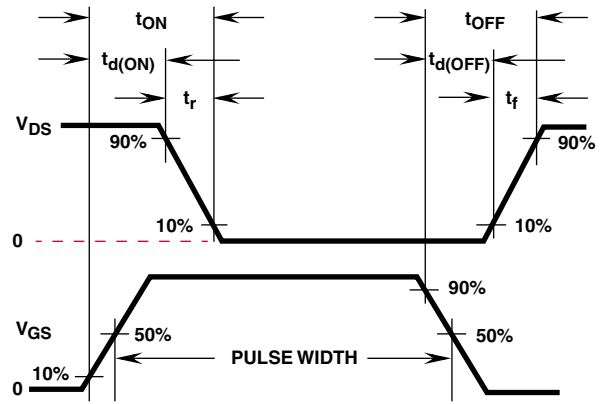 tON tOFF
td(ON) td(OFF)
tr tf
VDS
90% 90%
10% 10%
0
90%
VGS 50% 50%
PULSE WIDTH
10%
0